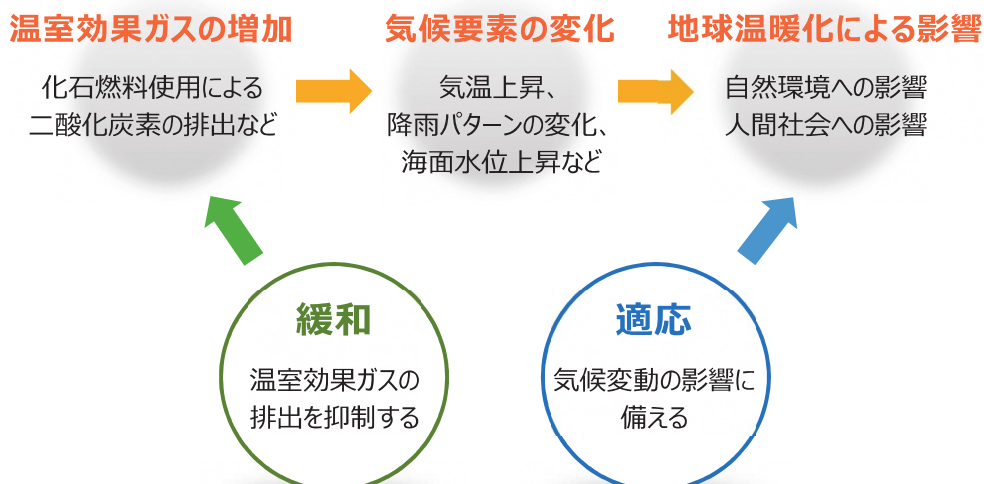 温室効果ガスの増加
化石燃料使用による
二酸化炭素の排出など
気候要素の変化
気温上昇、
降雨パターンの変化、
海面水位上昇など
地球温暖化による影響
自然環境への影響
人間社会への影響
緩和
温室効果ガスの
排出を抑制する
適応
気候変動の影響に
備える